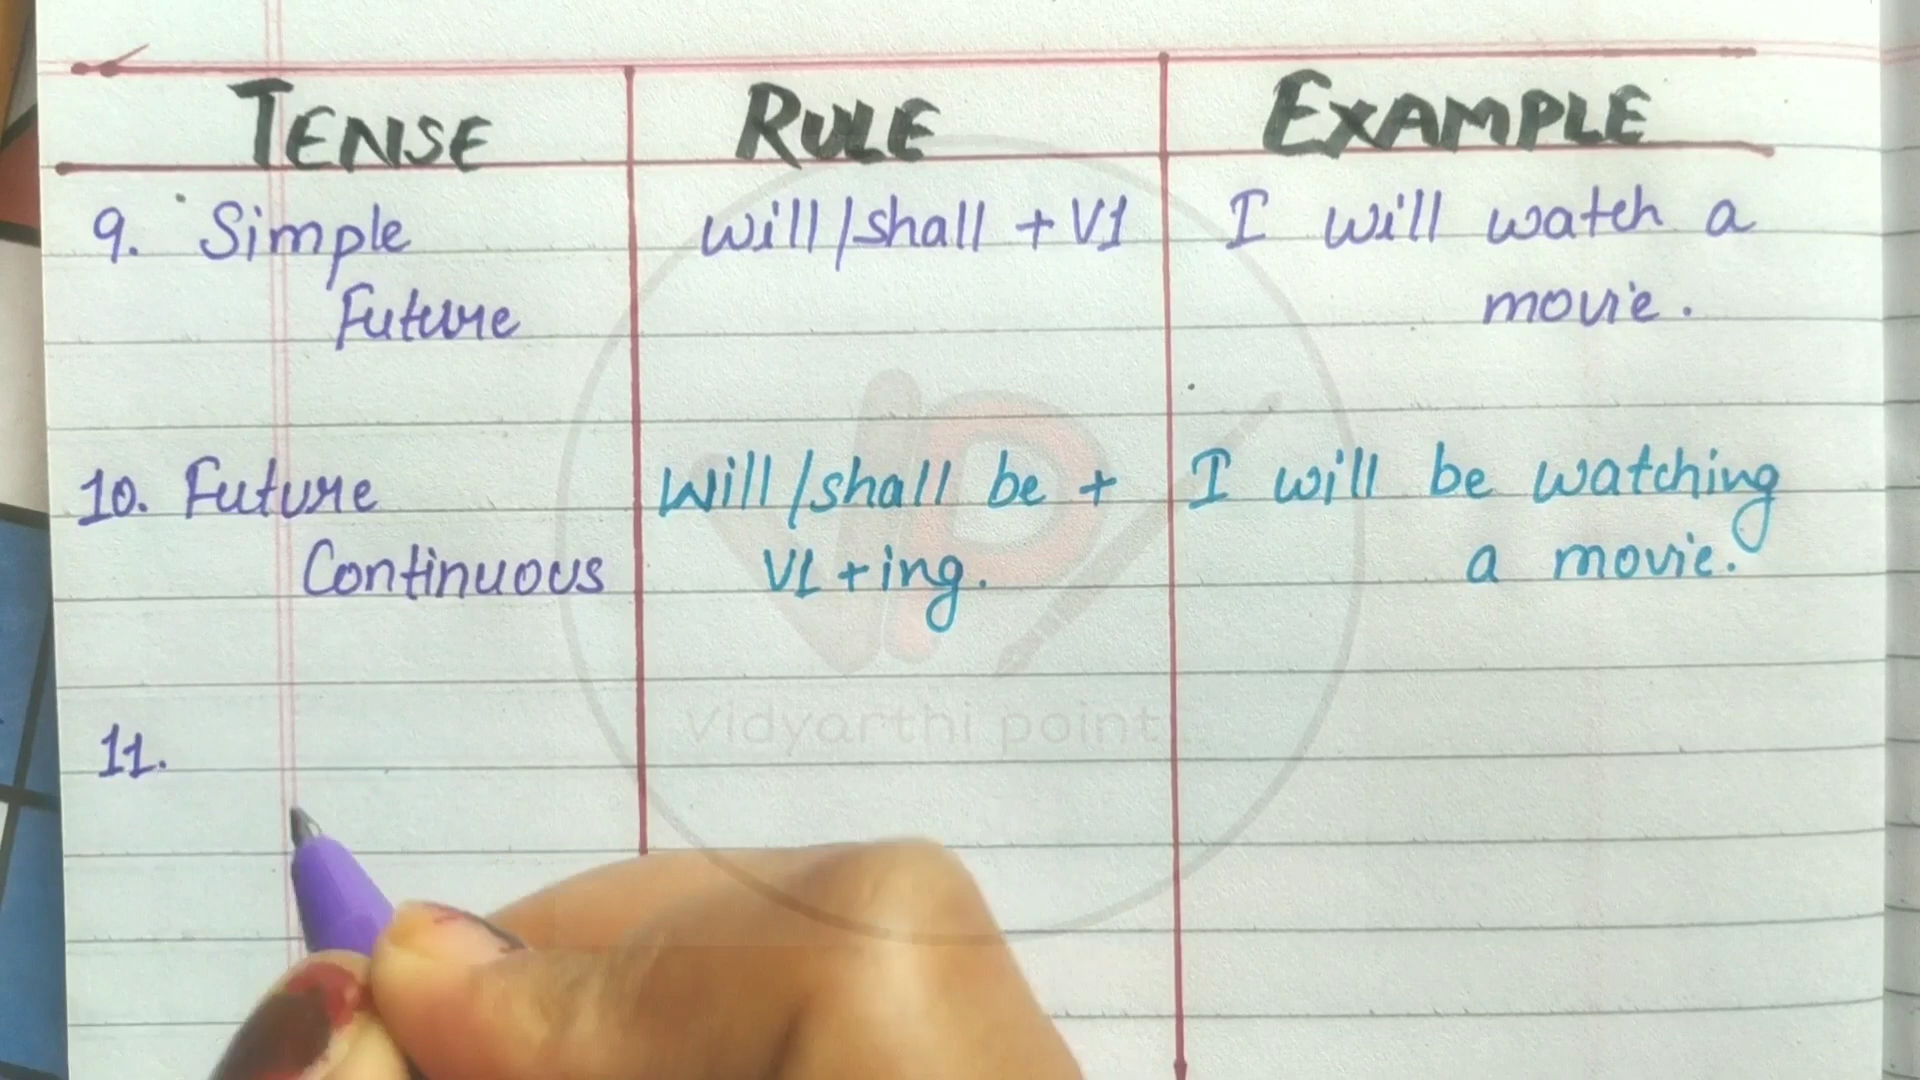 TENSE RULE EXAMPLE
9. Simple will/shall + V1 I will watch a
Future movie.
10. Future Will/shall be + I will be watching
Continuous V1 + ing. a movie.
11.
VP
vidyarthi point